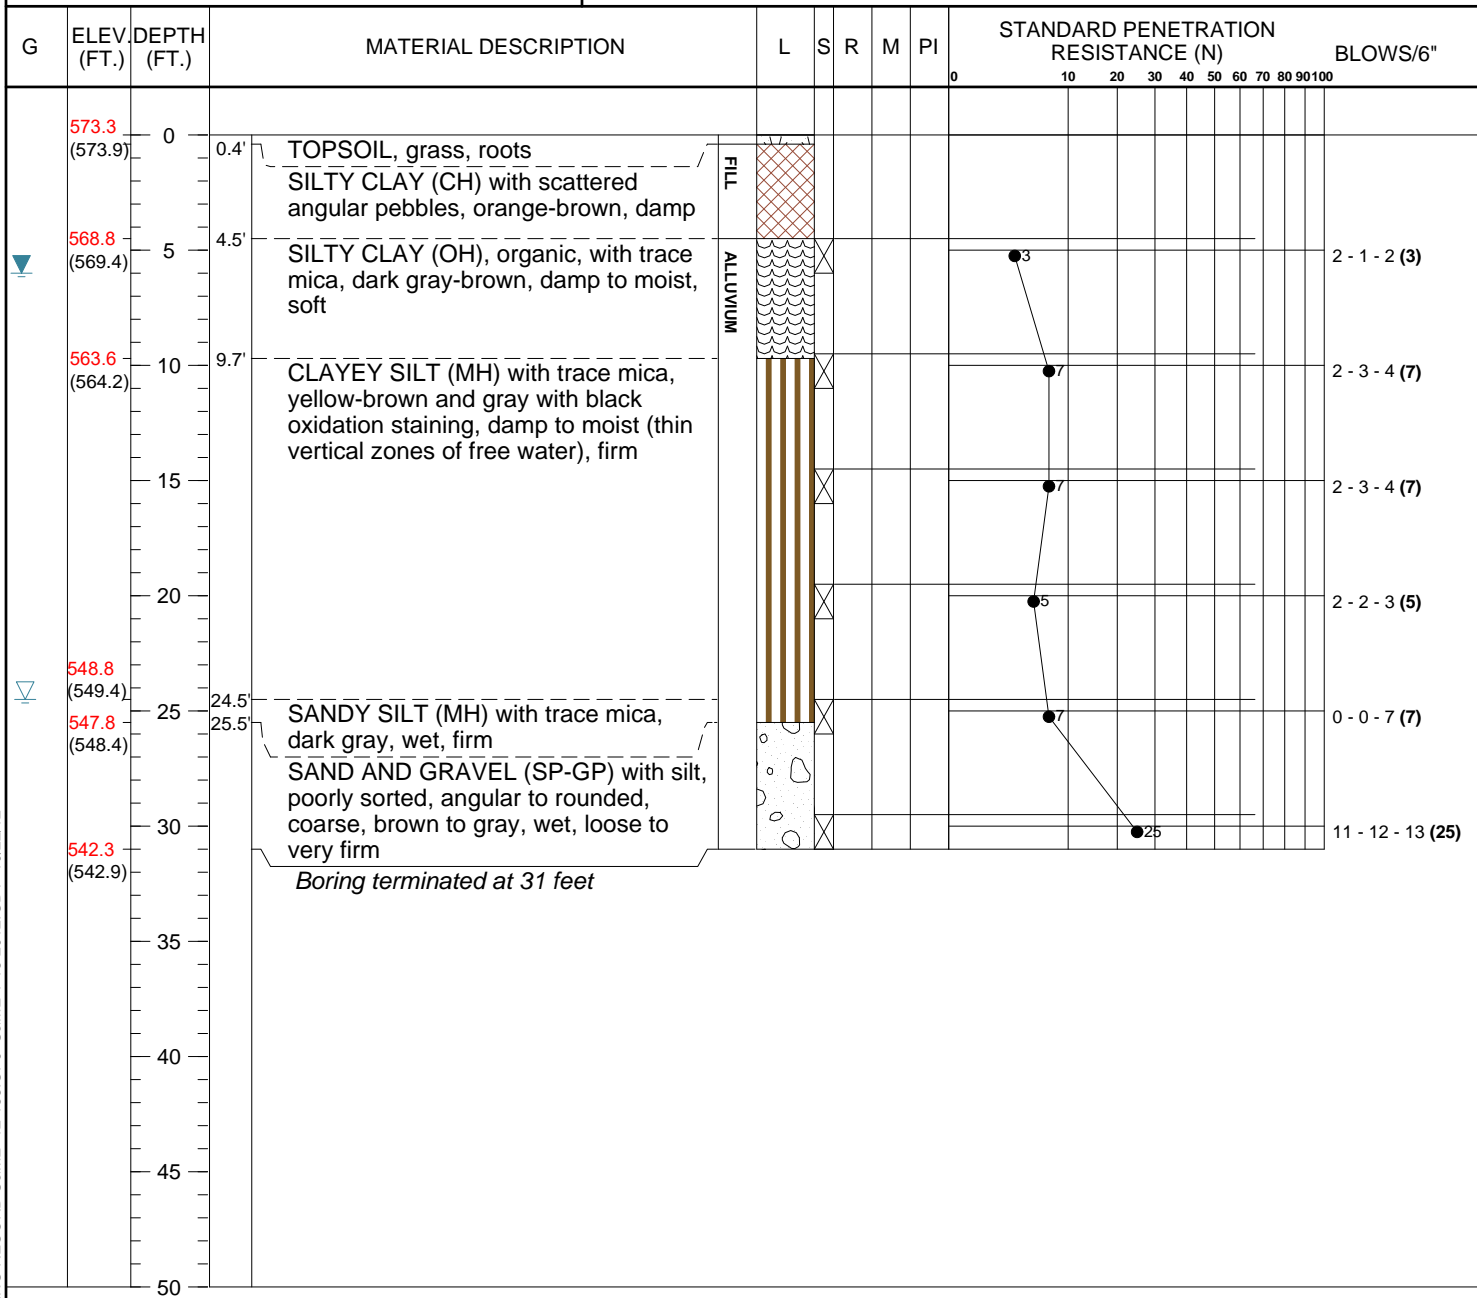 G
ELEV. DEPTH
(FT.) (FT.)
MATERIAL DESCRIPTION
L
S
R
M
PI
STANDARD PENETRATION
RESISTANCE (N)
BLOWS/6"
0 10 20 30 40 50 60 70 80 90 100
573.3
(573.9)
0
0.4'
TOPSOIL, grass, roots
SILTY CLAY (CH) with scattered
angular pebbles, orange-brown, damp
FILL
568.8
(569.4)
4.5'
5
SILTY CLAY (OH), organic, with trace
mica, dark gray-brown, damp to moist,
soft
ALLUVIUM
3
2 - 1 - 2 (3)
563.6
(564.2)
9.7'
10
CLAYEY SILT (MH) with trace mica,
yellow-brown and gray with black
oxidation staining, damp to moist (thin
vertical zones of free water), firm
7
2 - 3 - 4 (7)
15
7
2 - 3 - 4 (7)
20
5
2 - 2 - 3 (5)
548.8
(549.4)
24.5'
25
547.8
(548.4)
25.5'
SANDY SILT (MH) with trace mica,
dark gray, wet, firm
7
0 - 0 - 7 (7)
SAND AND GRAVEL (SP-GP) with silt,
poorly sorted, angular to rounded,
coarse, brown to gray, wet, loose to
very firm
30
25
11 - 12 - 13 (25)
542.3
(542.9)
Boring terminated at 31 feet
35
40
45
50